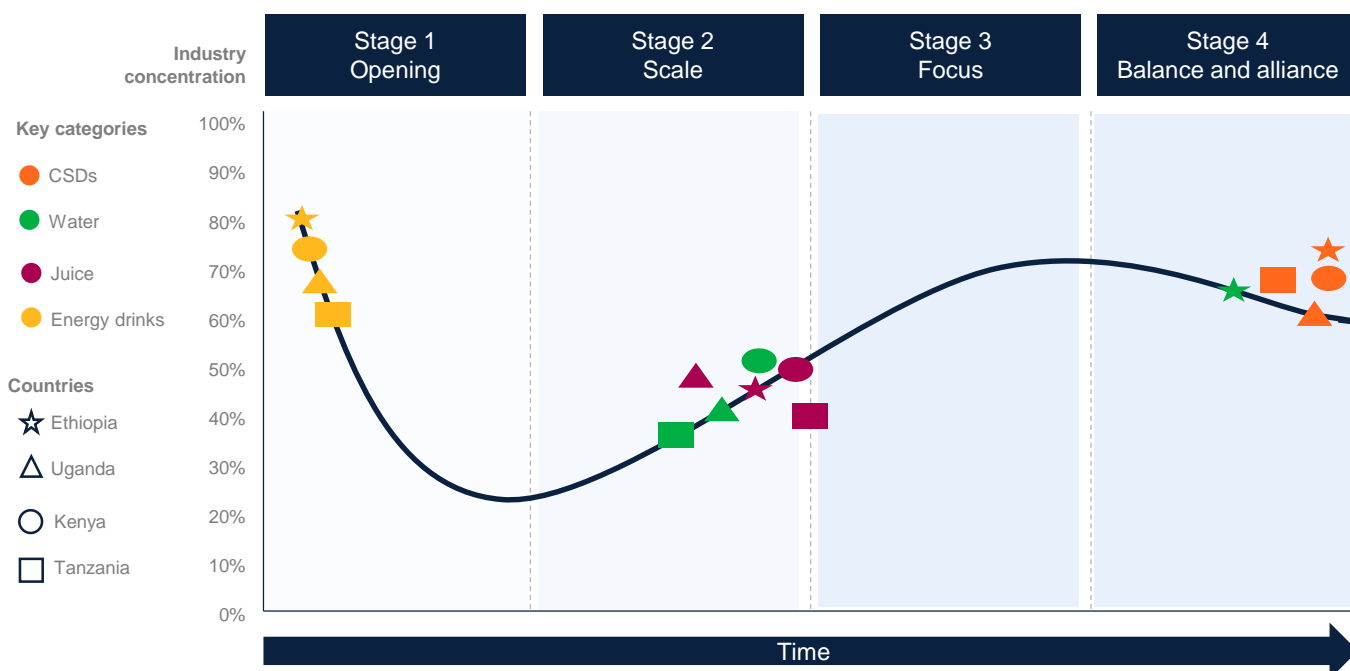 Industry
concentration
Stage 1
Opening
Stage 2
Scale
Stage 3
Focus
Stage 4
Balance and alliance
Key categories
CSDs
Water
Juice
Energy drinks
Countries
Ethiopia
Uganda
Kenya
Tanzania
100%
90%
80%
70%
60%
50%
40%
30%
20%
10%
0%
Time